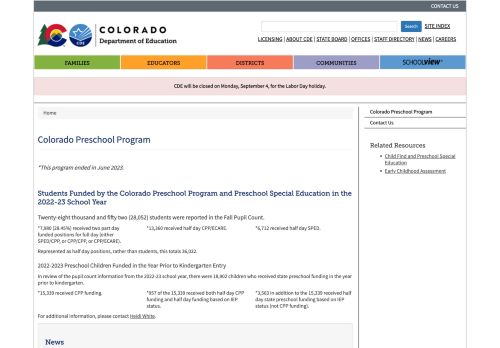 CONTACT US
COLORADO
Department of Education
CDE
Search
SITE INDEX
LICENSING | ABOUT CDE | STATE BOARD | OFFICES | STAFF DIRECTORY | NEWS | CAREERS
FAMILIES
EDUCATORS
DISTRICTS
COMMUNITIES
SCHOOLVIEW
CDE will be closed on Monday, September 4, for the Labor Day holiday.
Home
Colorado Preschool Program
*This program ended in June 2023.
Students Funded by the Colorado Preschool Program and Preschool Special Education in the
2022-23 School Year
Twenty-eight thousand and fifty two (28,052) students were reported in the Fall Pupil Count.
*7,980 (28.45%) received two part day
funded positions for full day (either
SPED/CPP, or CPP/CPP, or CPP/ECARE).
*13,360 received half day CPP/ECARE.
*6,712 received half day SPED.
Represented as half day positions, rather than students, this totals 36,032.
2022-2023 Preschool Children Funded in the Year Prior to Kindergarten Entry
In review of the pupil count information from the 2022-23 school year, there were 18,902 children who received state preschool funding in the year
prior to kindergarten.
*15,339 received CPP funding.
*957 of the 15,339 received both half day CPP
funding and half day funding based on IEP
status.
*3,563 in addition to the 15,339 received half
day state preschool funding based on IEP
status (not CPP funding).
For additional information, please contact Heidi White.
News
Colorado Preschool Program
Contact Us
Related Resources
Child Find and Preschool Special
Education
Early Childhood Assessment